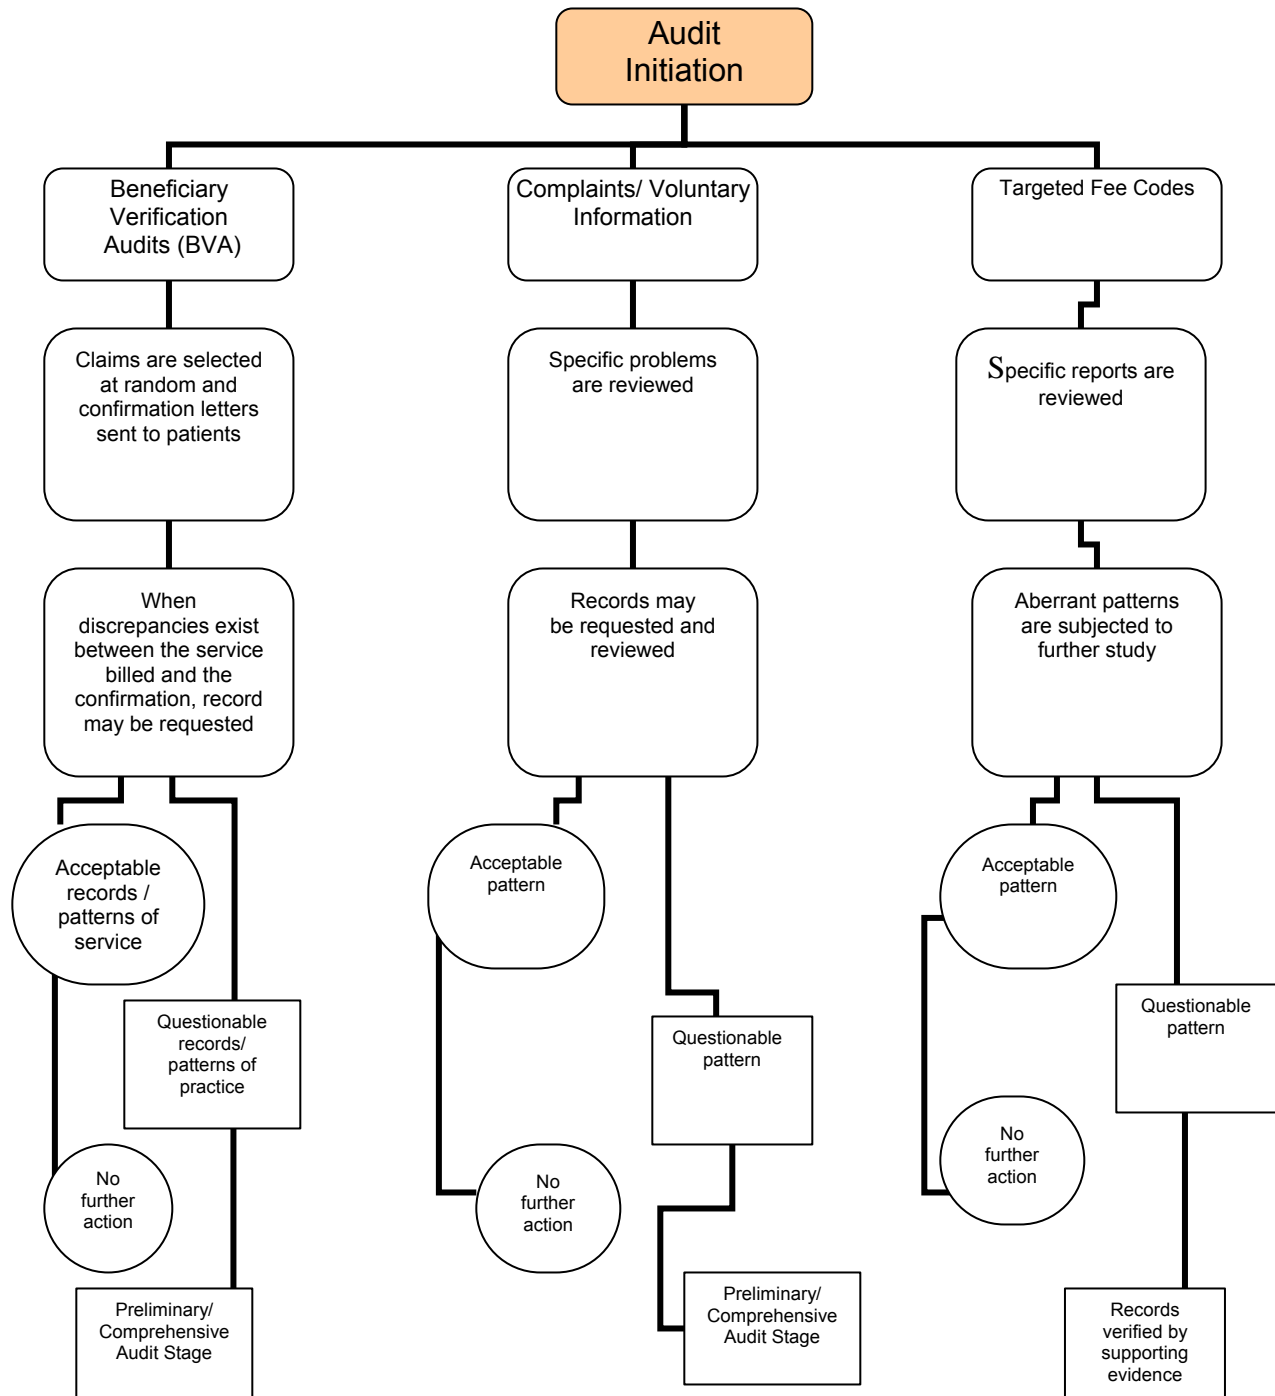 Audit
Initiation
Beneficiary
Verification
Audits (BVA)
Complaints/ Voluntary
Information
Targeted Fee Codes
Claims are selected
at random and
confirmation letters
sent to patients
Specific problems
are reviewed
Specific reports are
reviewed
When
discrepancies exist
between the service
billed and the
confirmation, record
may be requested
Records may
be requested and
reviewed
Aberrant patterns
are subjected to
further study
Acceptable
records /
patterns of
service
Acceptable
pattern
Acceptable
pattern
Questionable
records/
patterns of
practice
Questionable
pattern
Questionable
pattern
No
further
action
No
further
action
No
further
action
Preliminary/
Comprehensive
Audit Stage
Preliminary/
Comprehensive
Audit Stage
Records
verified by
supporting
evidence